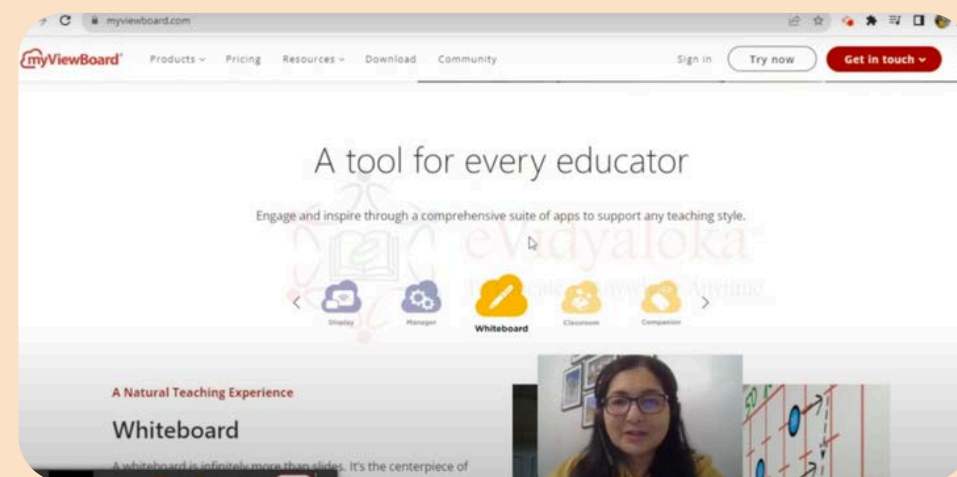 myviewboard.com
myViewBoard
Products Pricing Resources Download Community Sign in Try now Get in touch
A tool for every educator
Engage and inspire through a comprehensive suite of apps to support any teaching style.
eVidyaloka
Display Manager Whiteboard Classroom Companion
A Natural Teaching Experience
Whiteboard
A whiteboard is infinitely more than slides. It's the centerpiece of